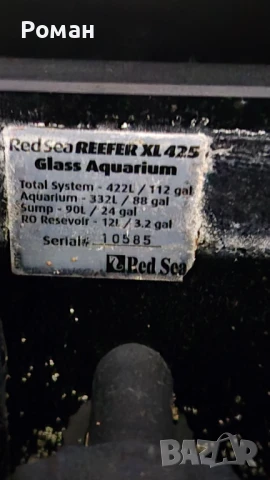 Роман
Red Sea REEFER XL 425
Glass Aquarium
Total System - 422L / 112 gal
Aquarium - 332L / 88 gal
Sump - 90L / 24 gal
RO Resevoir - 12L / 3.2 gal
Serial# 10585
Red Sea
BAZAR